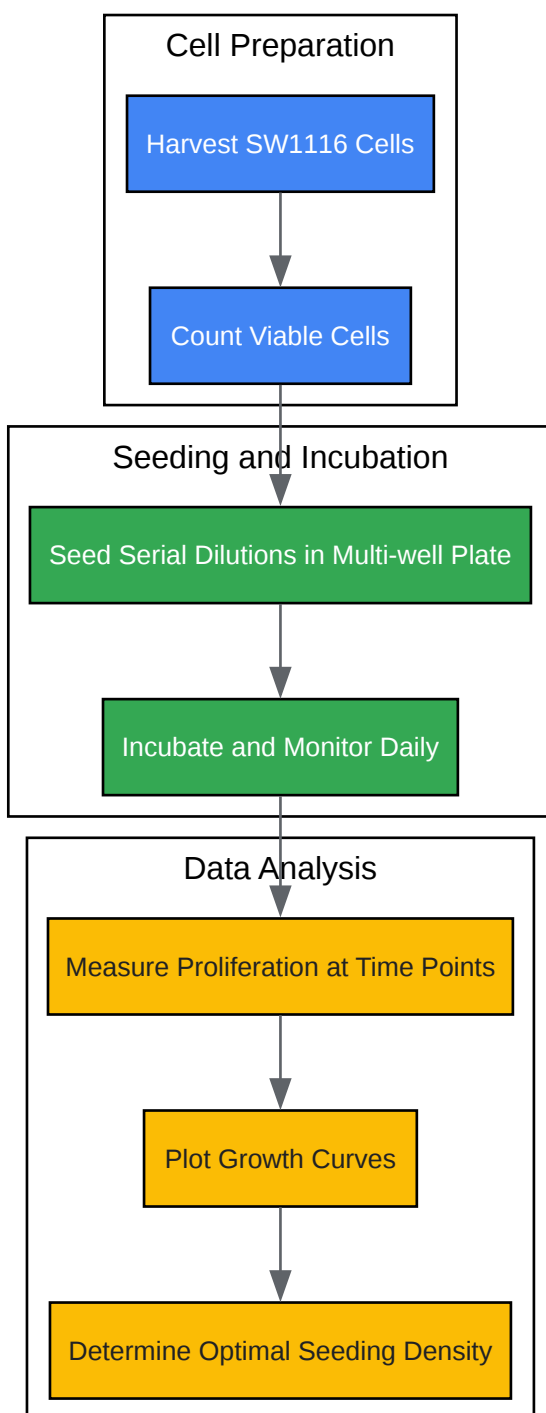 Cell Preparation
Harvest SW1116 Cells
Count Viable Cells
Seeding and Incubation
Seed Serial Dilutions in Multi-well Plate
Incubate and Monitor Daily
Data Analysis
Measure Proliferation at Time Points
Plot Growth Curves
Determine Optimal Seeding Density